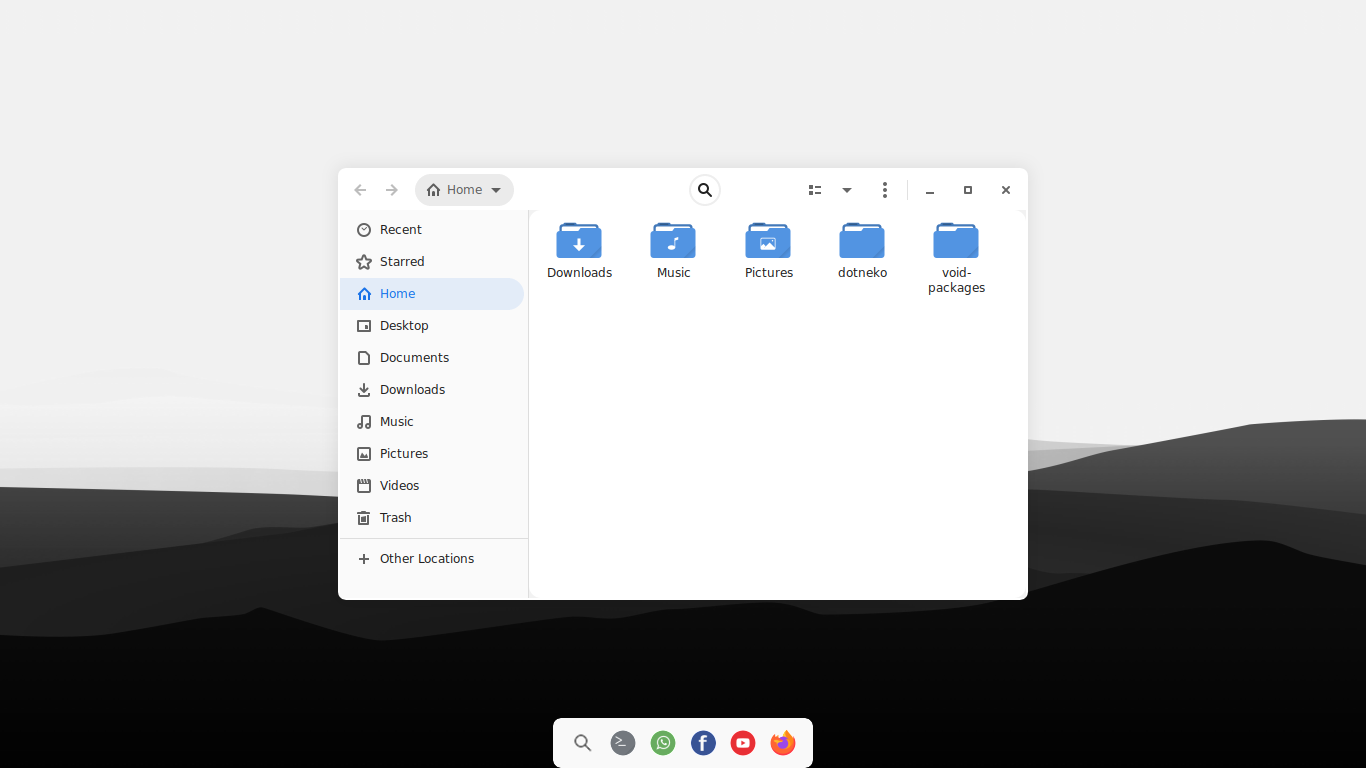 Home
Recent
Starred
Home
Desktop
Documents
Downloads
Music
Pictures
Videos
Trash
Other Locations
Downloads
Music
Pictures
dotneko
void-
packages